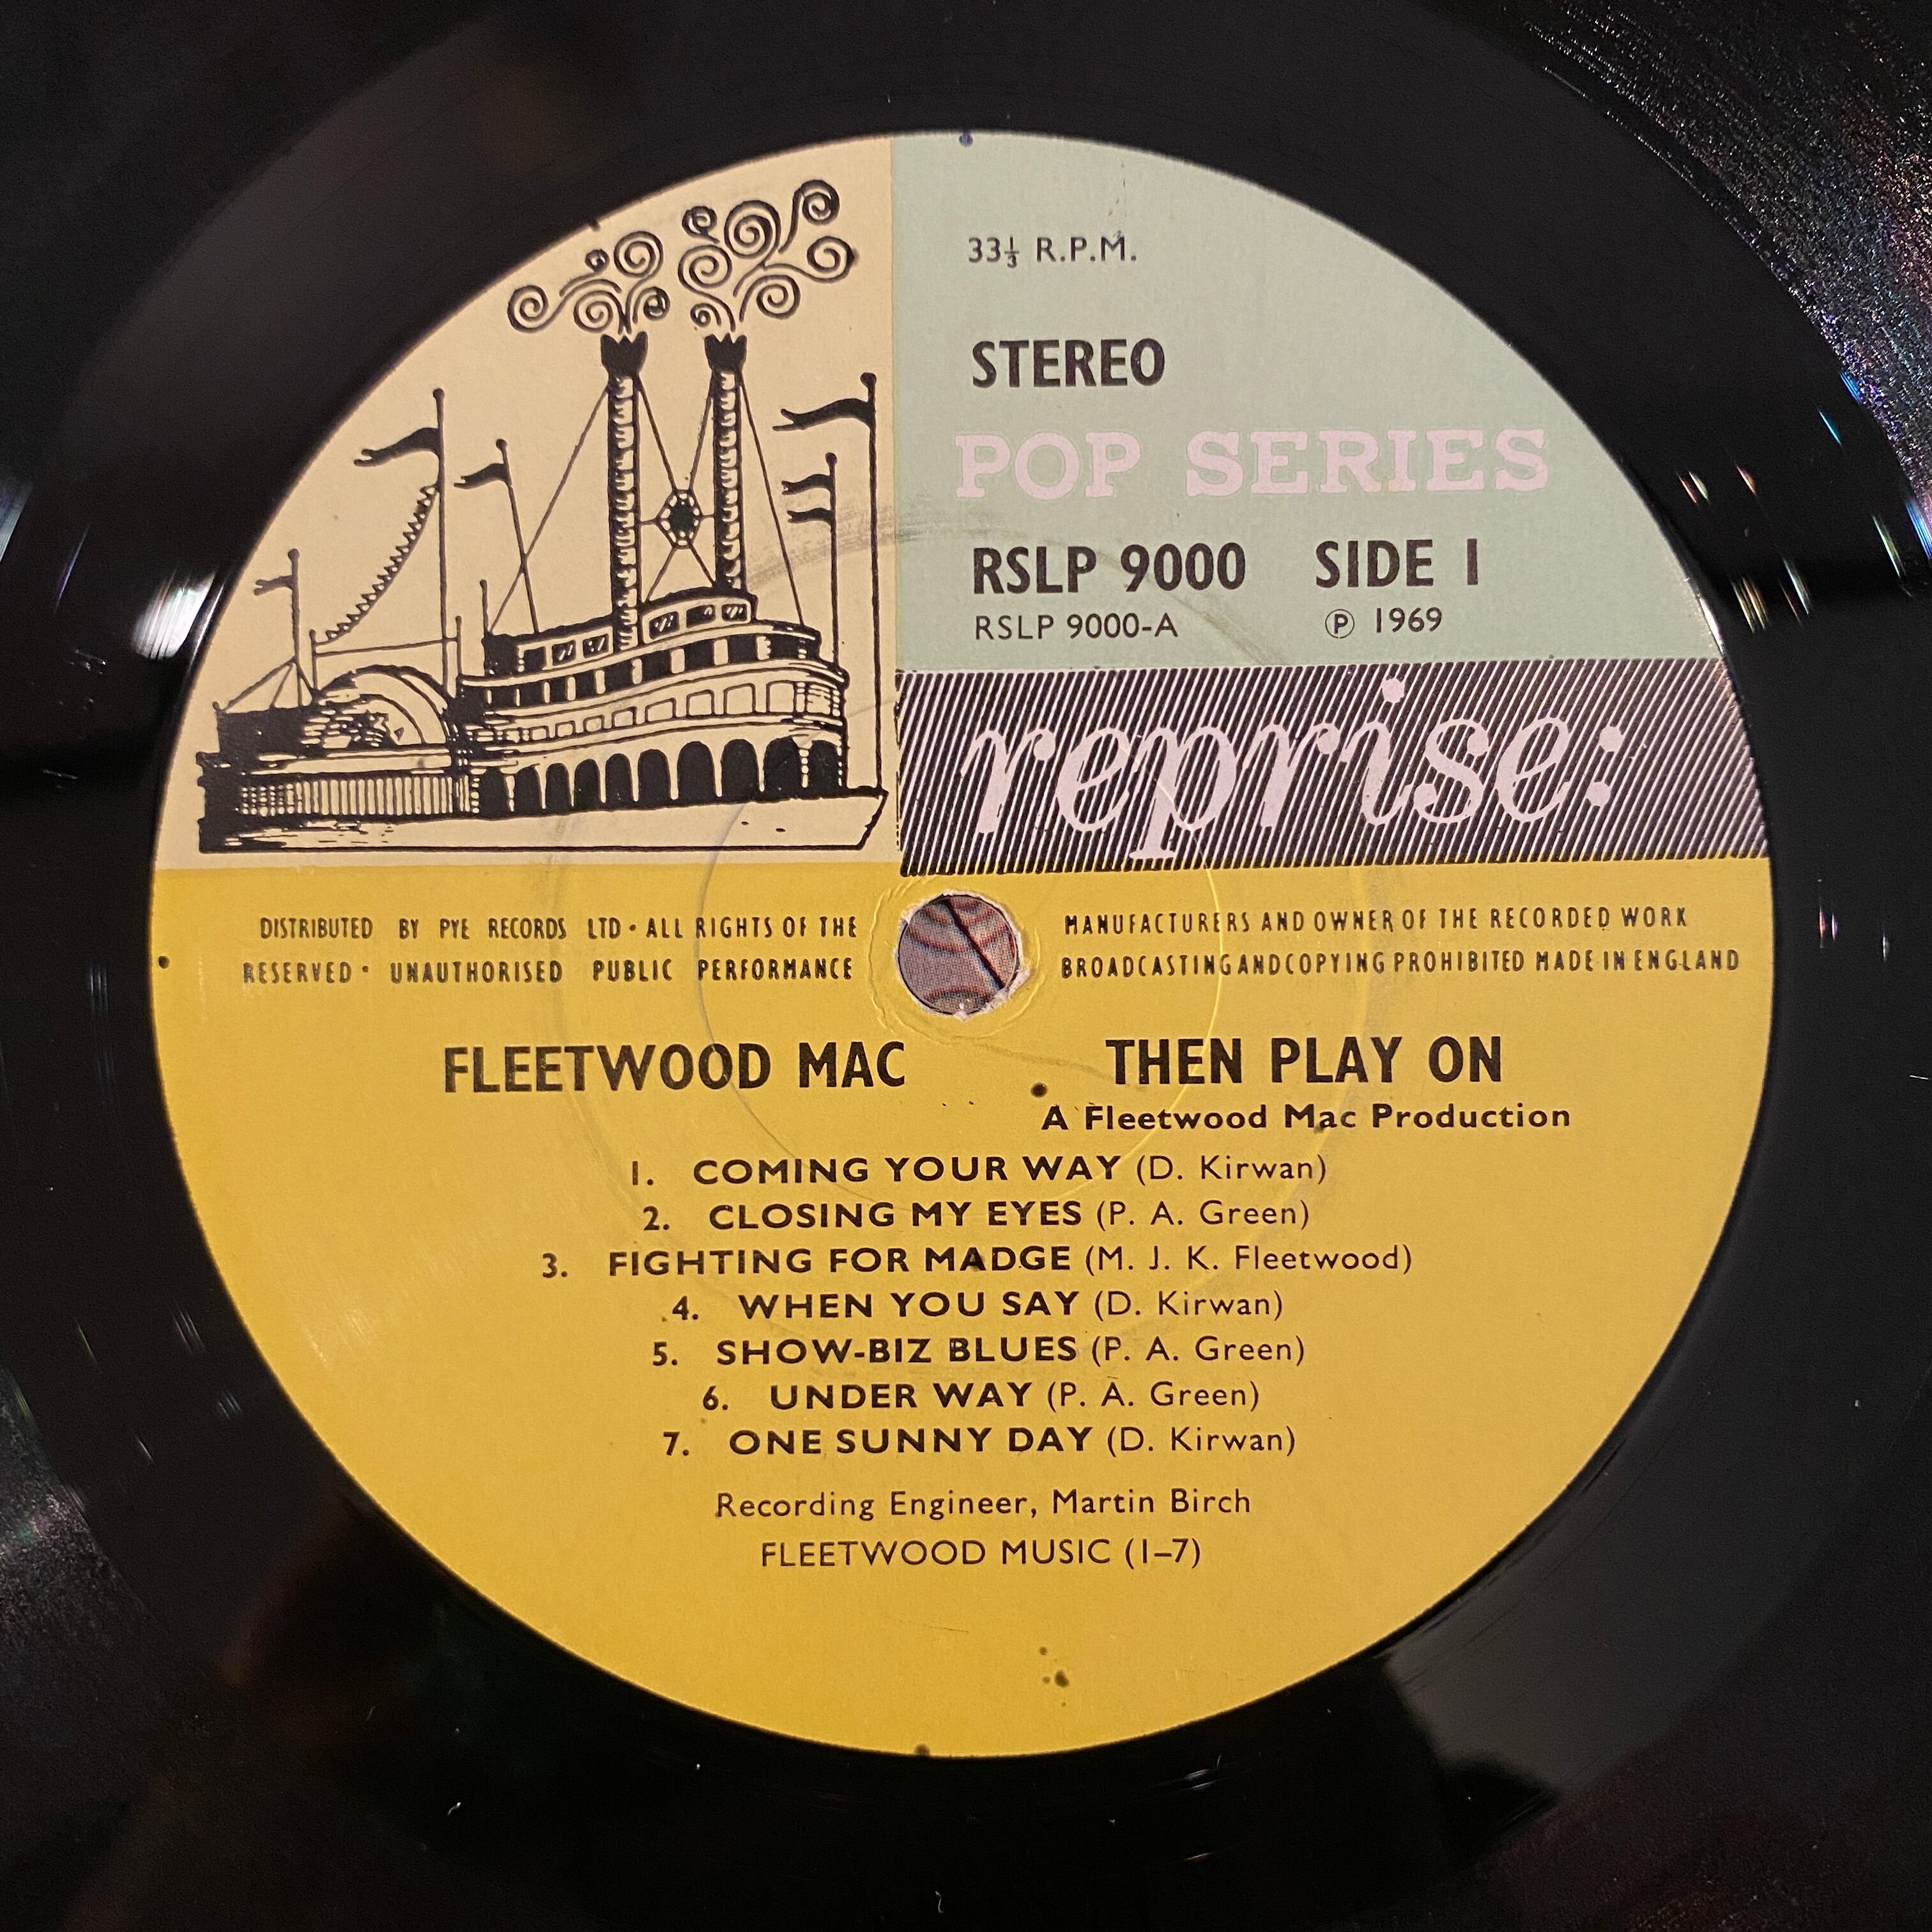 33⅓ R.P.M.
STEREO
POP SERIES
RSLP 9000 SIDE 1
RSLP 9000-A ℗ 1969
reprise:
DISTRIBUTED BY PYE RECORDS LTD · ALL RIGHTS OF THE MANUFACTURERS AND OWNER OF THE RECORDED WORK
RESERVED · UNAUTHORISED PUBLIC PERFORMANCE BROADCASTING AND COPYING PROHIBITED MADE IN ENGLAND
FLEETWOOD MAC THEN PLAY ON
A Fleetwood Mac Production
1. COMING YOUR WAY (D. Kirwan)
2. CLOSING MY EYES (P. A. Green)
3. FIGHTING FOR MADGE (M. J. K. Fleetwood)
4. WHEN YOU SAY (D. Kirwan)
5. SHOW-BIZ BLUES (P. A. Green)
6. UNDER WAY (P. A. Green)
7. ONE SUNNY DAY (D. Kirwan)
Recording Engineer, Martin Birch
FLEETWOOD MUSIC (1–7)